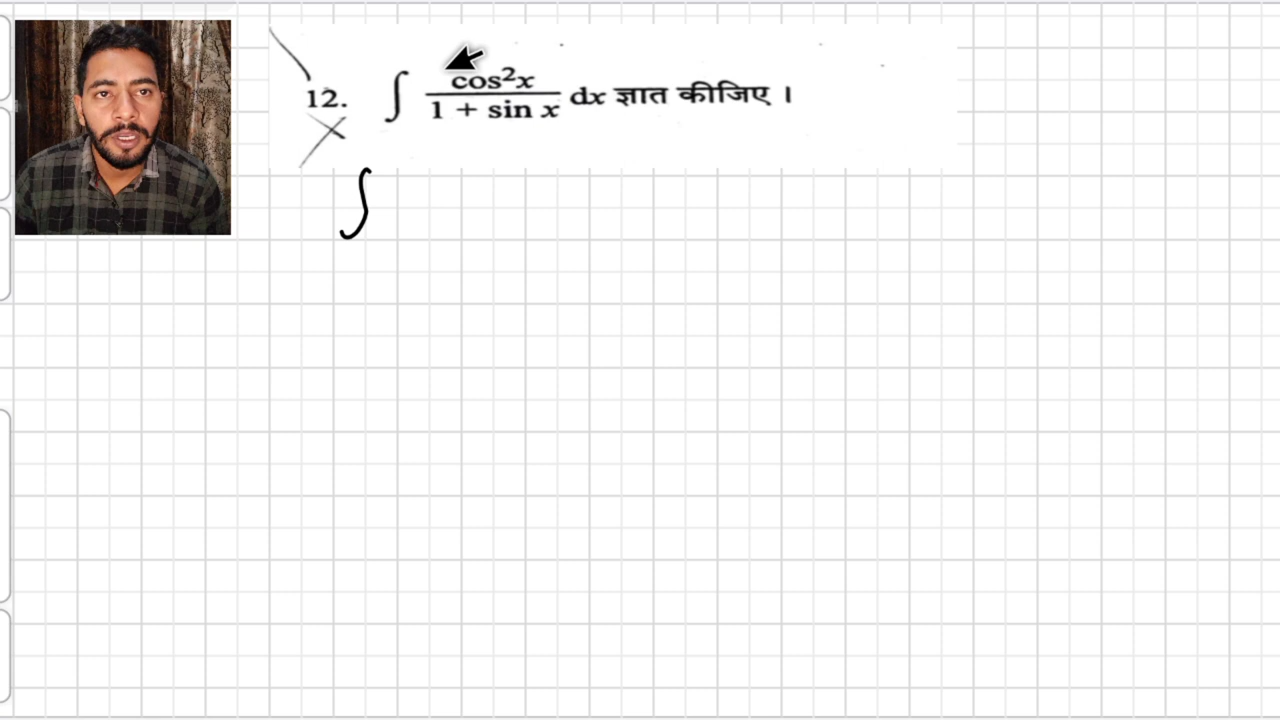 12. ∫ cos²x / 1 + sin x dx ज्ञात कीजिए ।
∫